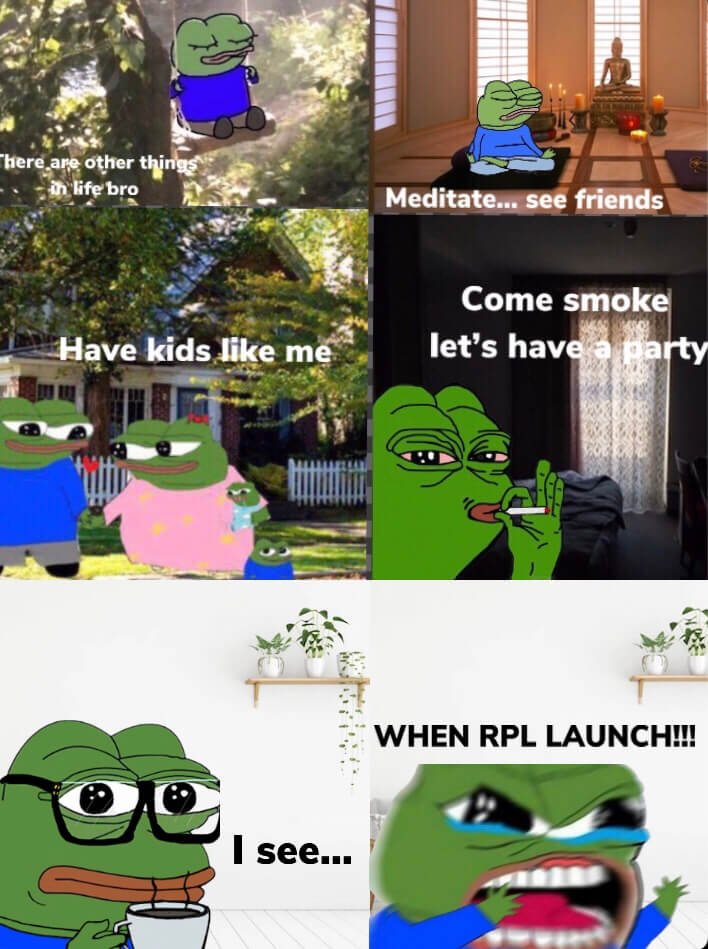 There are other things
in life bro
Meditate... see friends
Have kids like me
Come smoke
let's have a party
I see...
WHEN RPL LAUNCH!!!